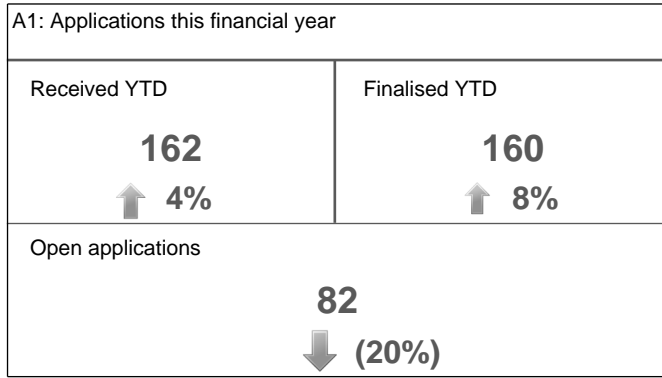 A1: Applications this financial year
Received YTD
162
4%
Finalised YTD
160
8%
Open applications
82
(20%)